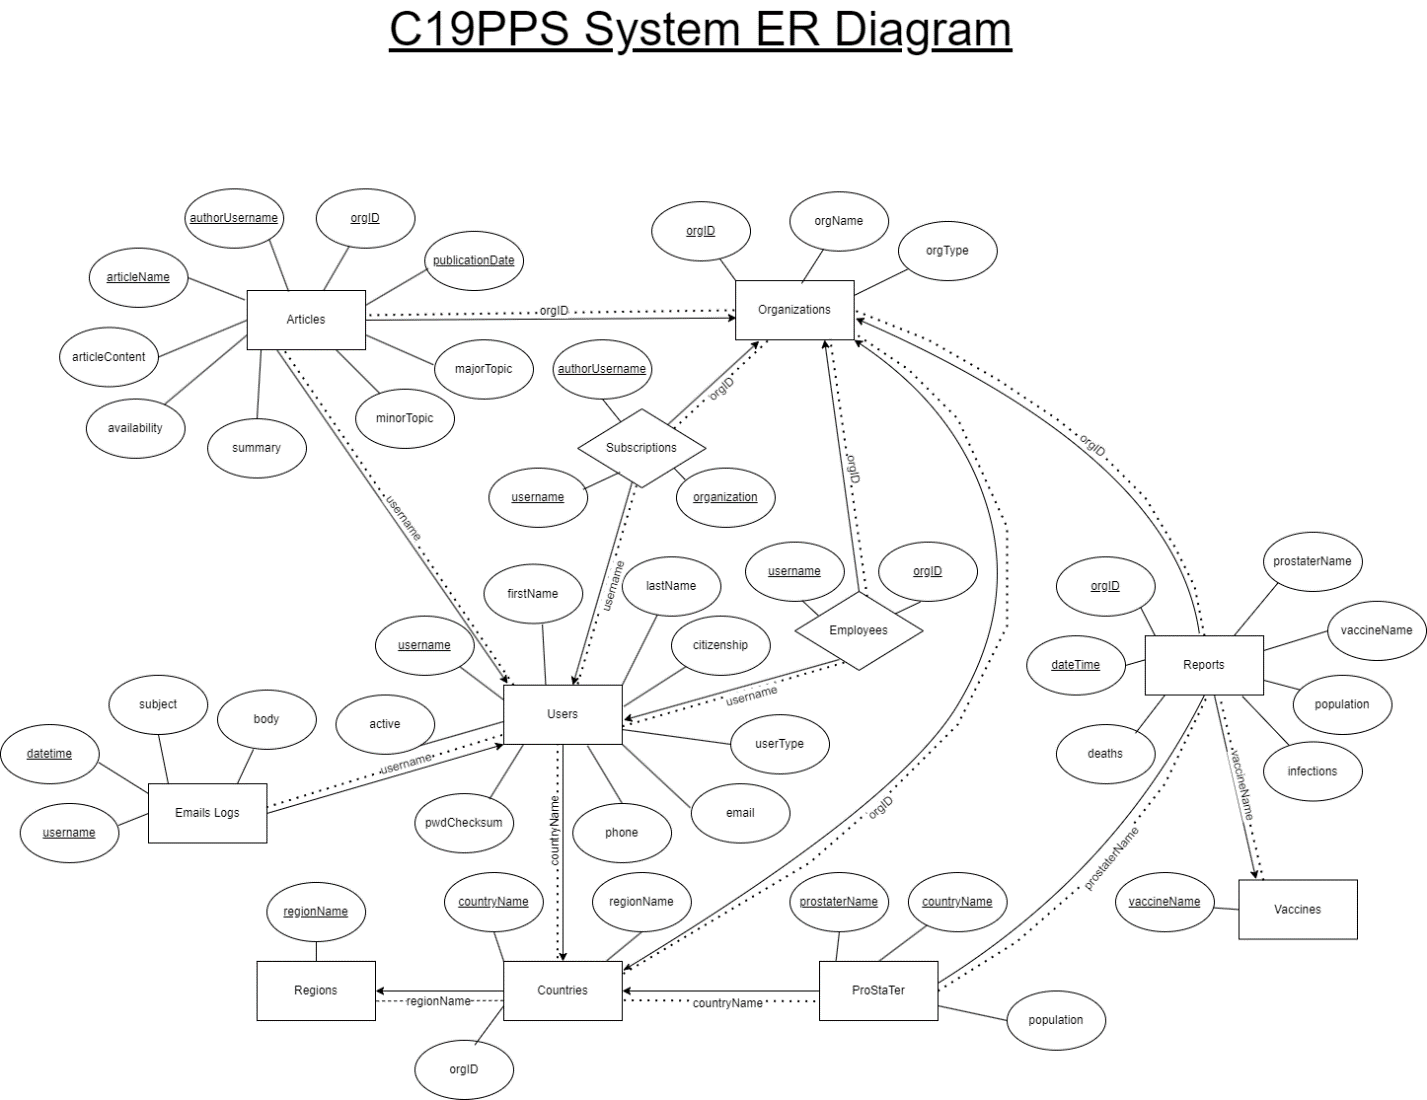 C19PPS System ER Diagram
authorUsername
orgID
orgID
orgName
orgType
publicationDate
articleName
Articles
orgID
Organizations
articleContent
majorTopic
authorUsername
orgID
minorTopic
availability
summary
Subscriptions
orgID
orgID
username
organization
username
prostaterName
username
orgID
firstName
lastName
username
orgID
Employees
vaccineName
username
citizenship
dateTime
Reports
username
subject
body
active
Users
population
userType
datetime
deaths
username
infections
vaccineName
Emails Logs
username
pwdChecksum
phone
email
countryName
orgID
prostaterName
regionName
countryName
regionName
prostaterName
countryName
vaccineName
Vaccines
Regions
regionName
Countries
countryName
ProStaTer
population
orgID